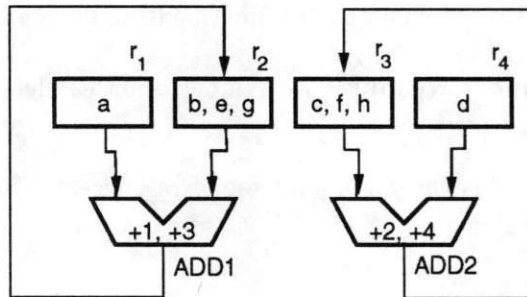 r1 r2 r3 r4
a b, e, g c, f, h d
+1, +3 +2, +4
ADD1 ADD2